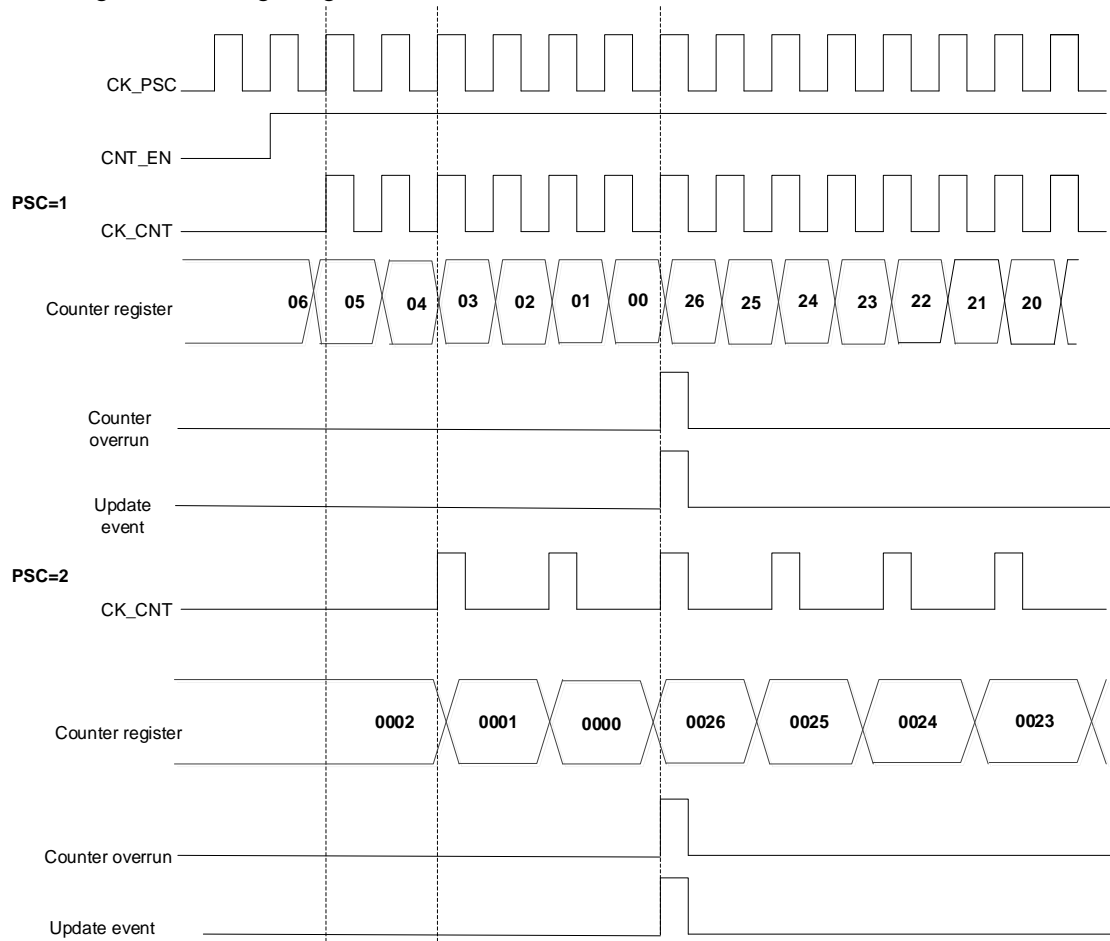 CK_PSC
CNT_EN
PSC=1
CK_CNT
Counter register
06 05 04 03 02 01 00 26 25 24 23 22 21 20
Counter
overrun
Update
event
PSC=2
CK_CNT
Counter register
0002 0001 0000 0026 0025 0024 0023
Counter overrun
Update event